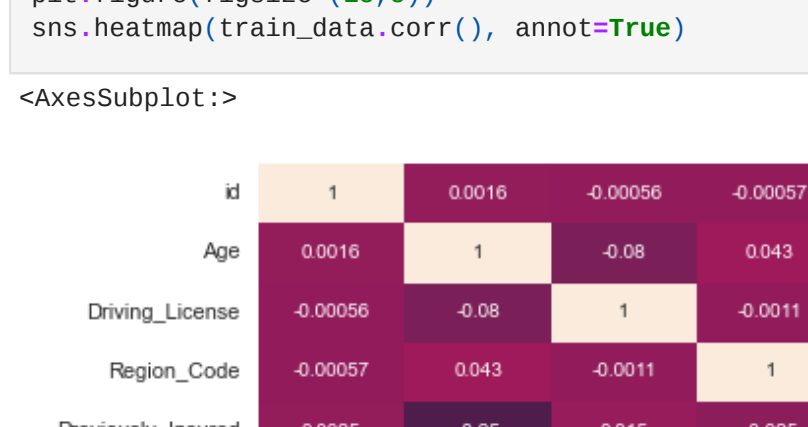 sns.heatmap(train_data.corr(), annot=True)
<AxesSubplot:>
id 1 0.0016 -0.00056 -0.00057
Age 0.0016 1 -0.08 0.043
Driving_License -0.00056 -0.08 1 -0.0011
Region_Code -0.00057 0.043 -0.0011 1